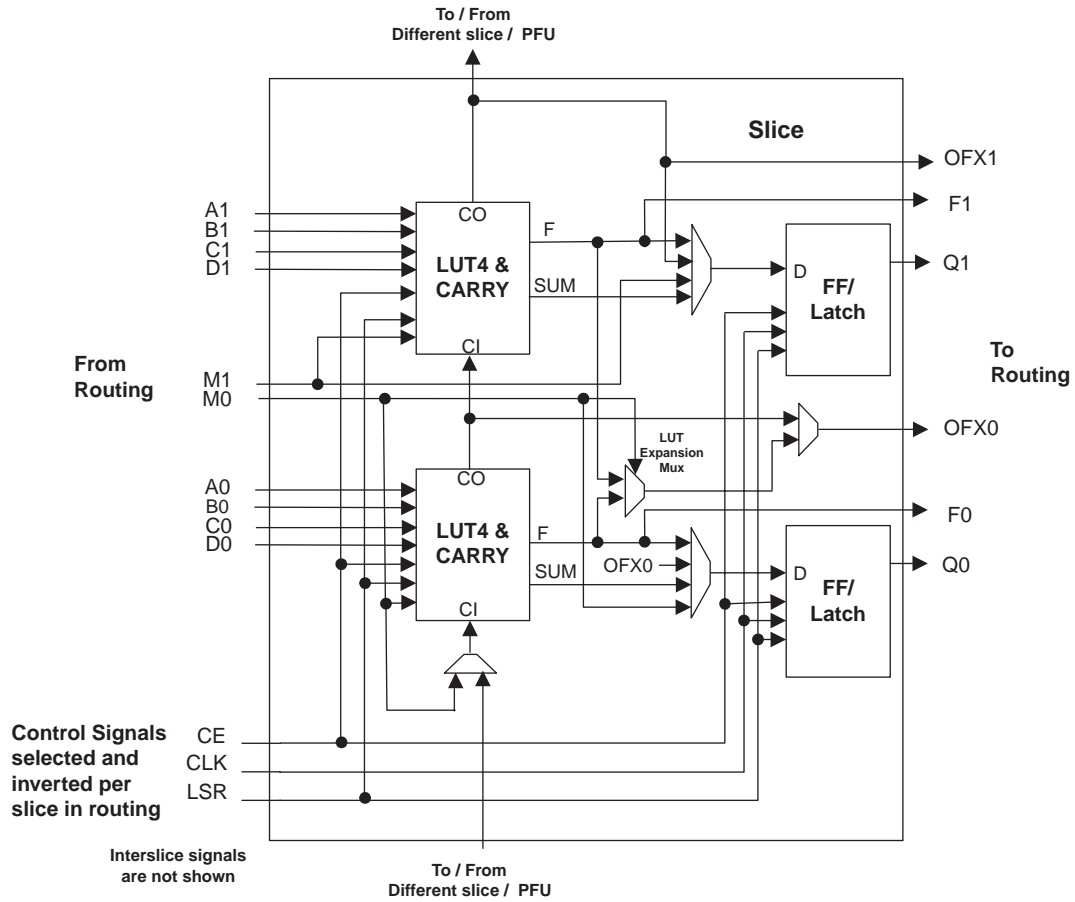 To / From
Different slice / PFU
Slice
OFX1
F1
A1
B1
C1
D1
CO
LUT4 &
CARRY
CI
F
SUM
D
FF/
Latch
Q1
From
Routing
M1
M0
To
Routing
OFX0
LUT
Expansion
Mux
A0
B0
C0
D0
CO
LUT4 &
CARRY
CI
F
SUM
OFX0
F0
D
FF/
Latch
Q0
Control Signals
selected and
inverted per
slice in routing
CE
CLK
LSR
Interslice signals
are not shown
To / From
Different slice / PFU